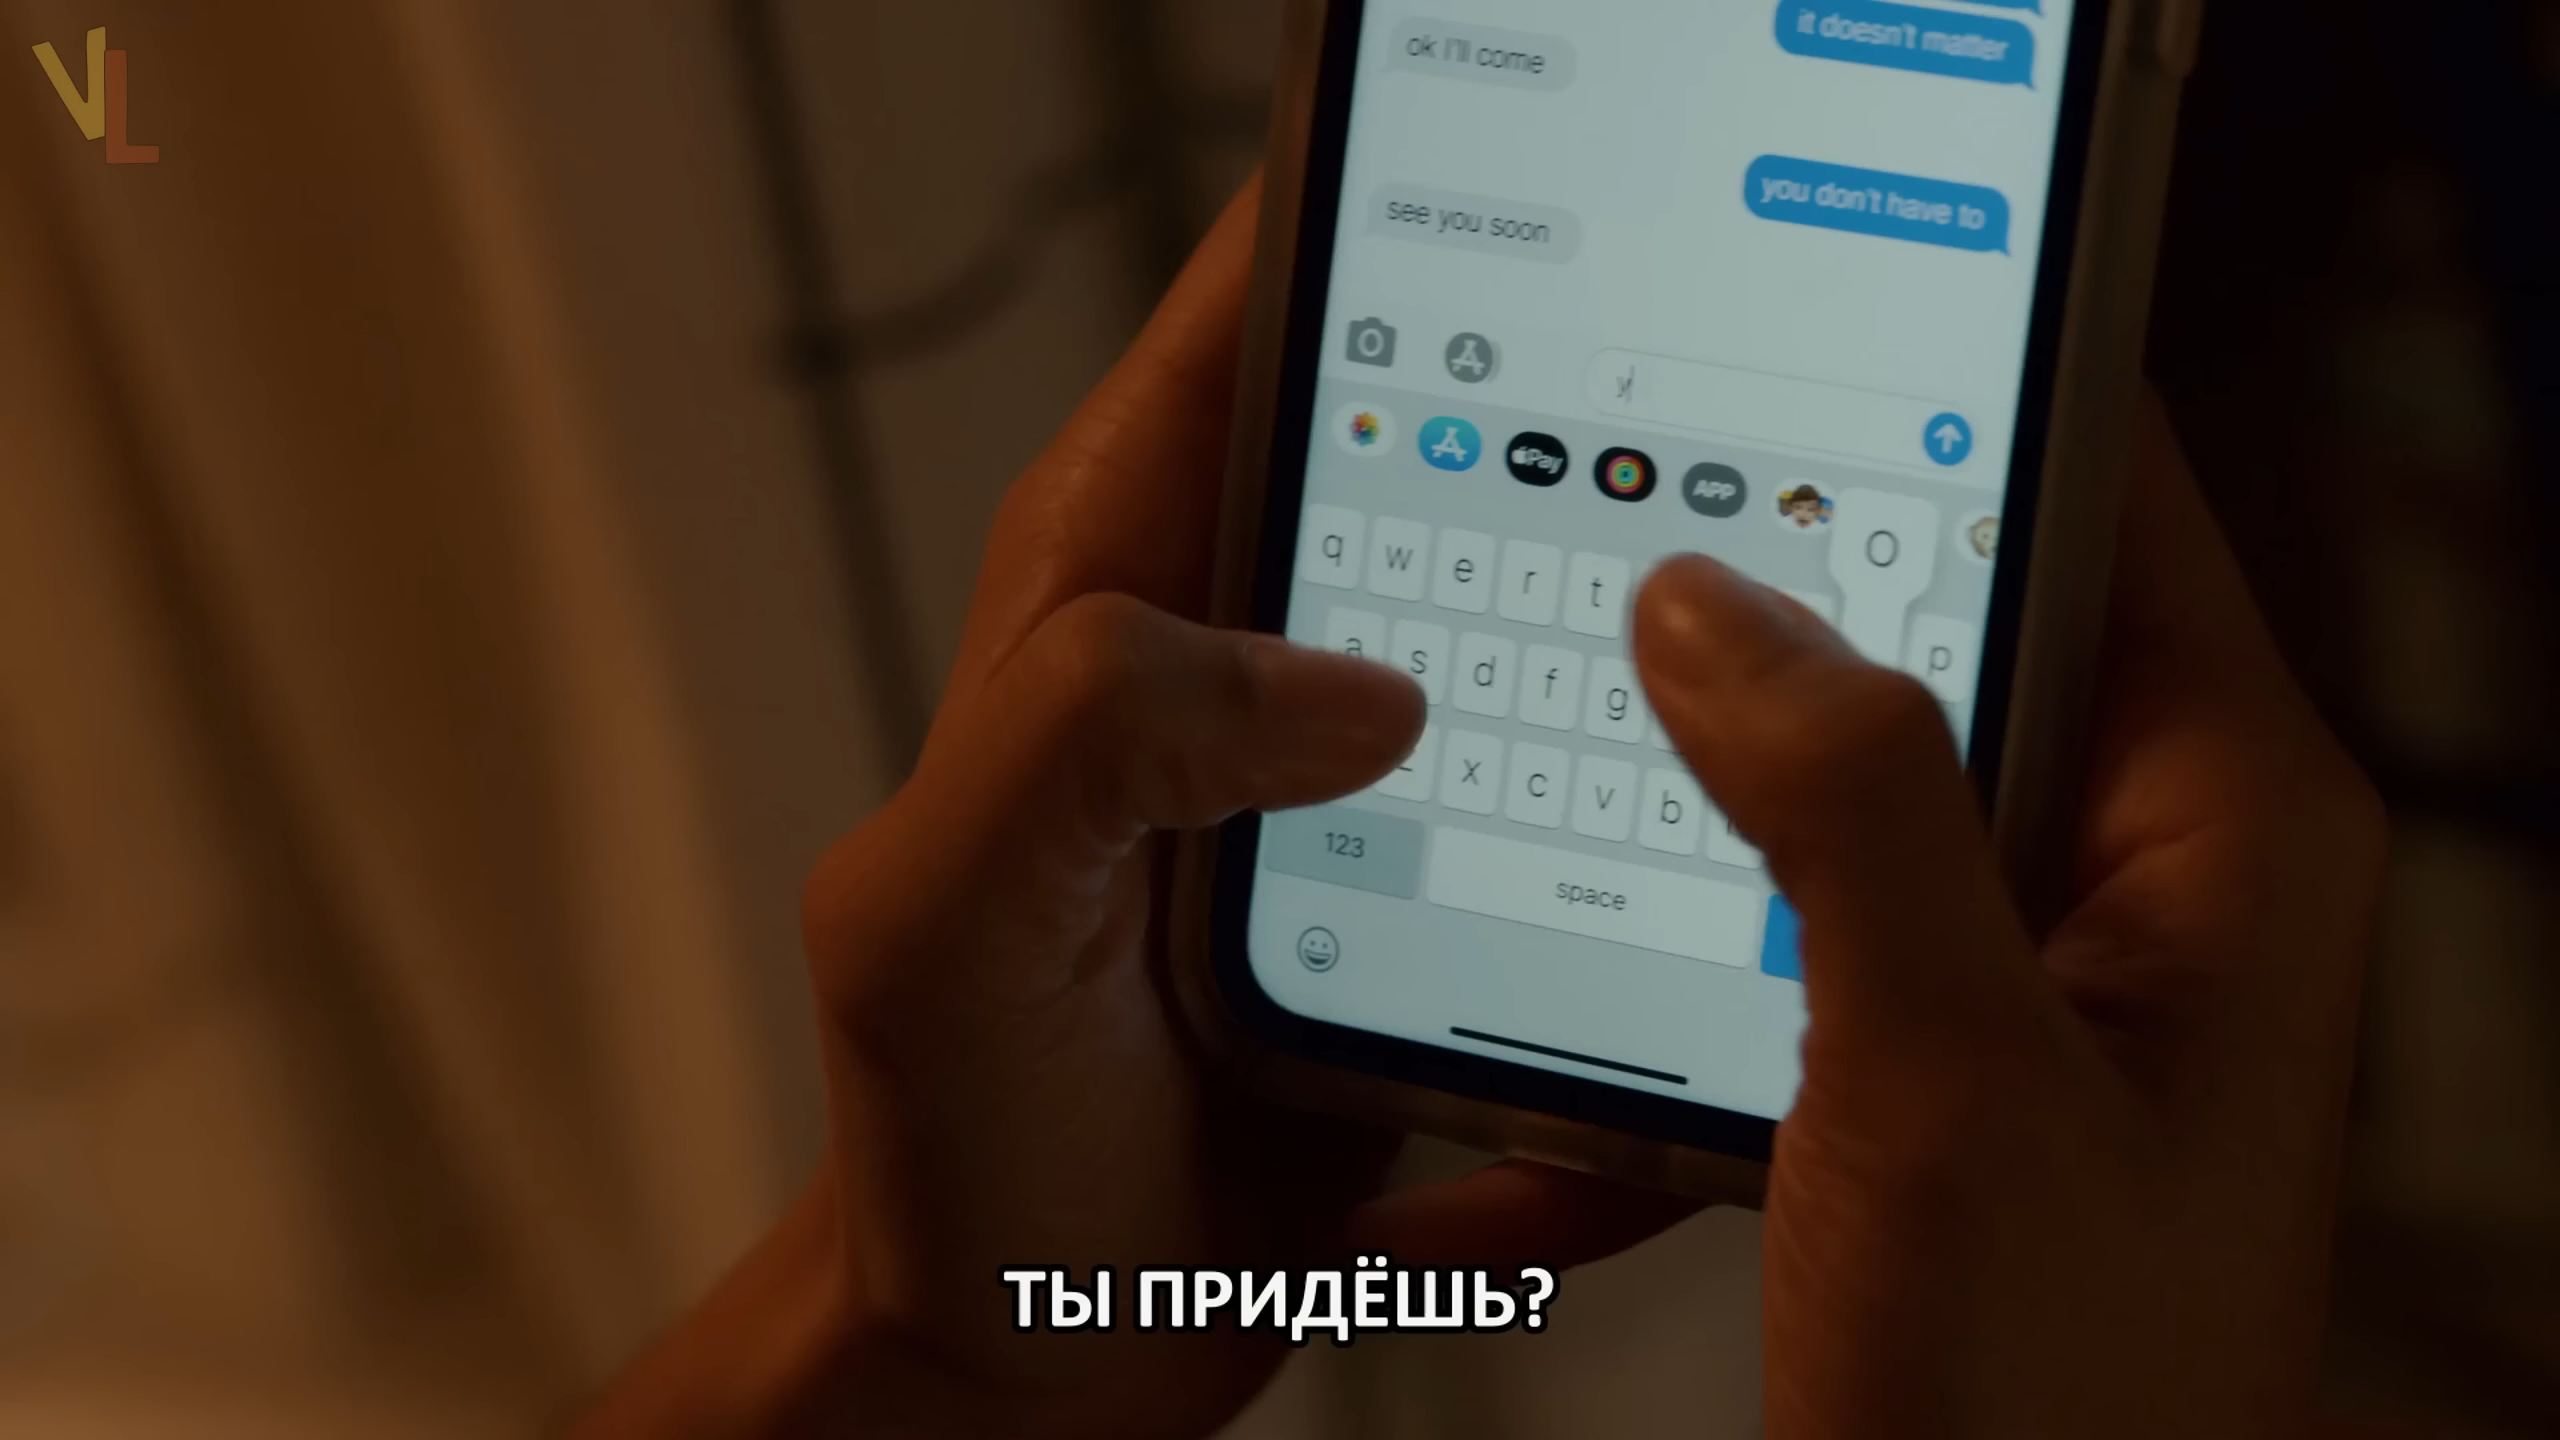 VL
it doesn't matter
ok I'll come
you don't have to
see you soon
y
Pay
APP
O
q w e r t p
a s d f g
x c v b
123
space
ТЫ ПРИДЁШЬ?